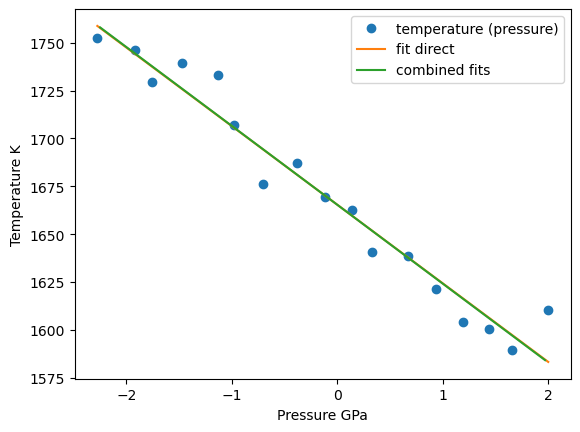 temperature (pressure)
fit direct
combined fits
1750
1725
1700
1675
1650
1625
1600
1575
Temperature K
−2
−1
0
1
2
Pressure GPa